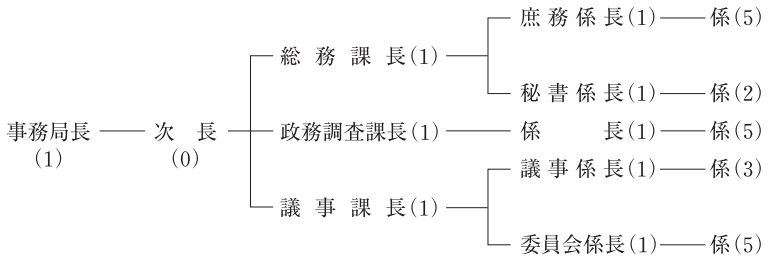 庶務係長(1) 係(5)
総務課長(1)
秘書係長(1) 係(2)
事務局長 次長 政務調査課長(1) 係長(1) 係(5)
(1) (0)
議事係長(1) 係(3)
議事課長(1)
委員会係長(1) 係(5)